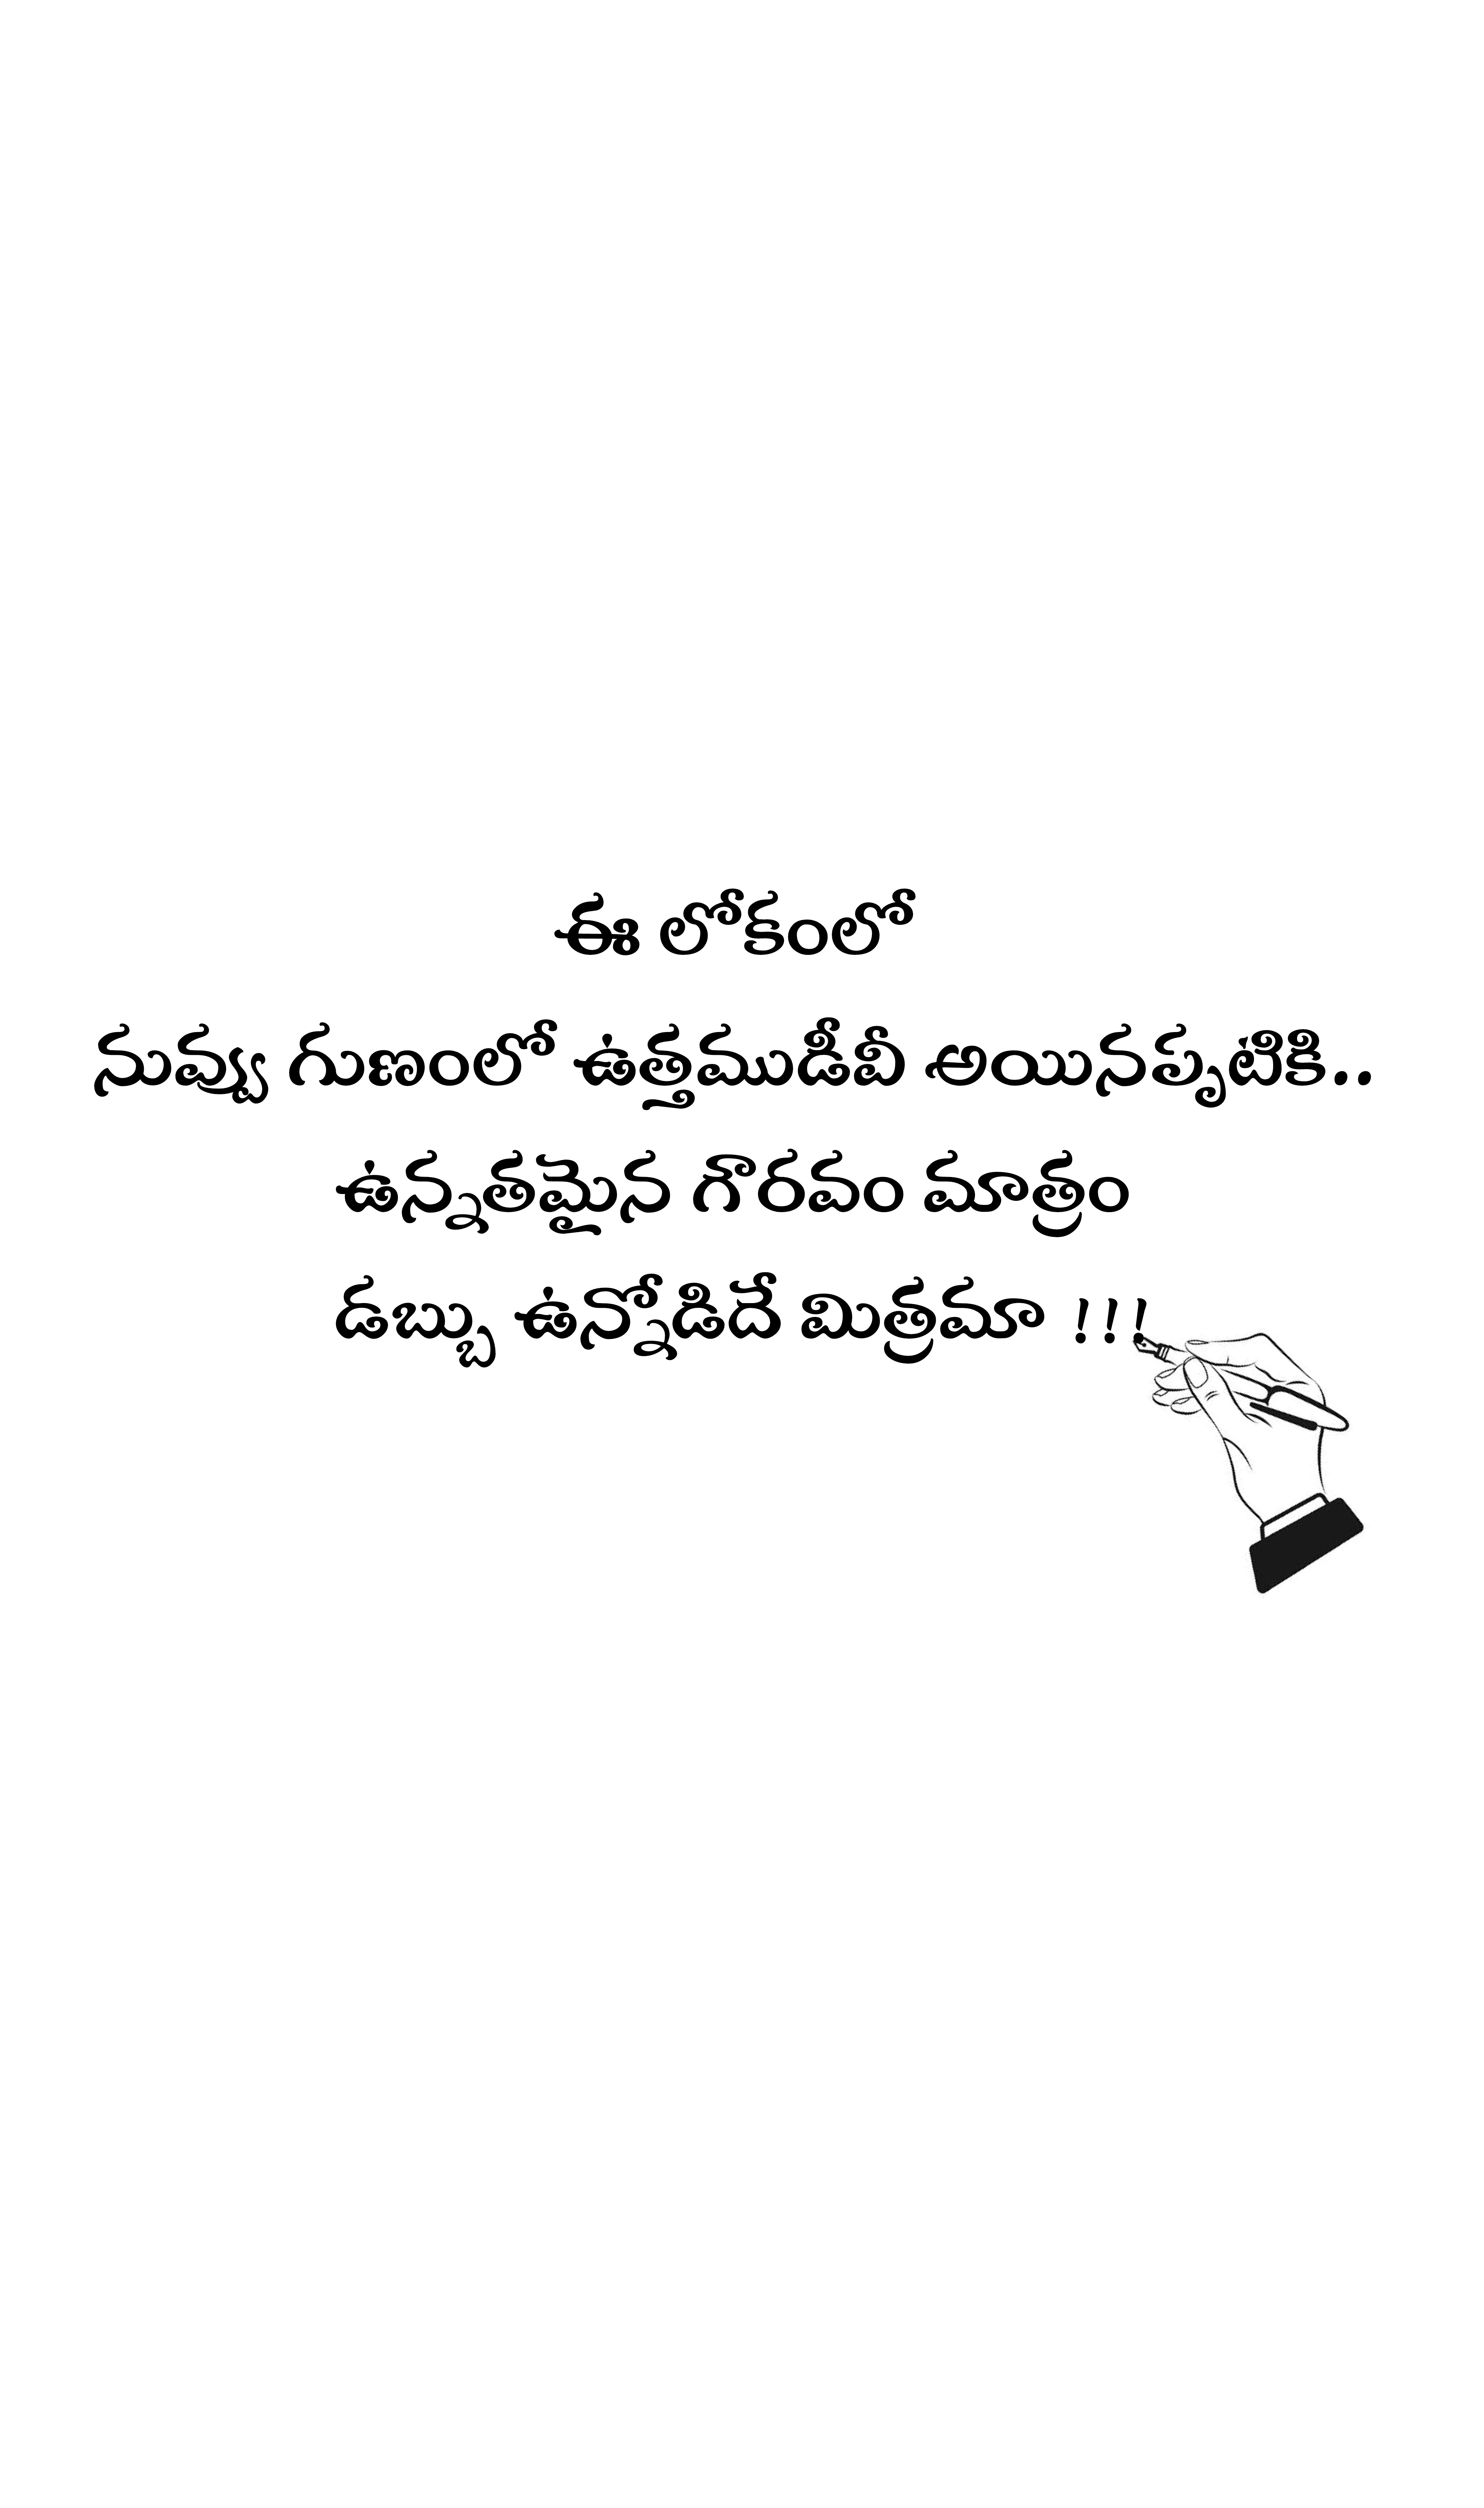 ఈ లోకంలో
నువ్వు గుణంలో ఉత్తముడివే అయినప్పటికీ..
ఉన్నతమైన గౌరవం మాత్రం
డబ్బు ఉన్నోడికే మిత్రమా !!!